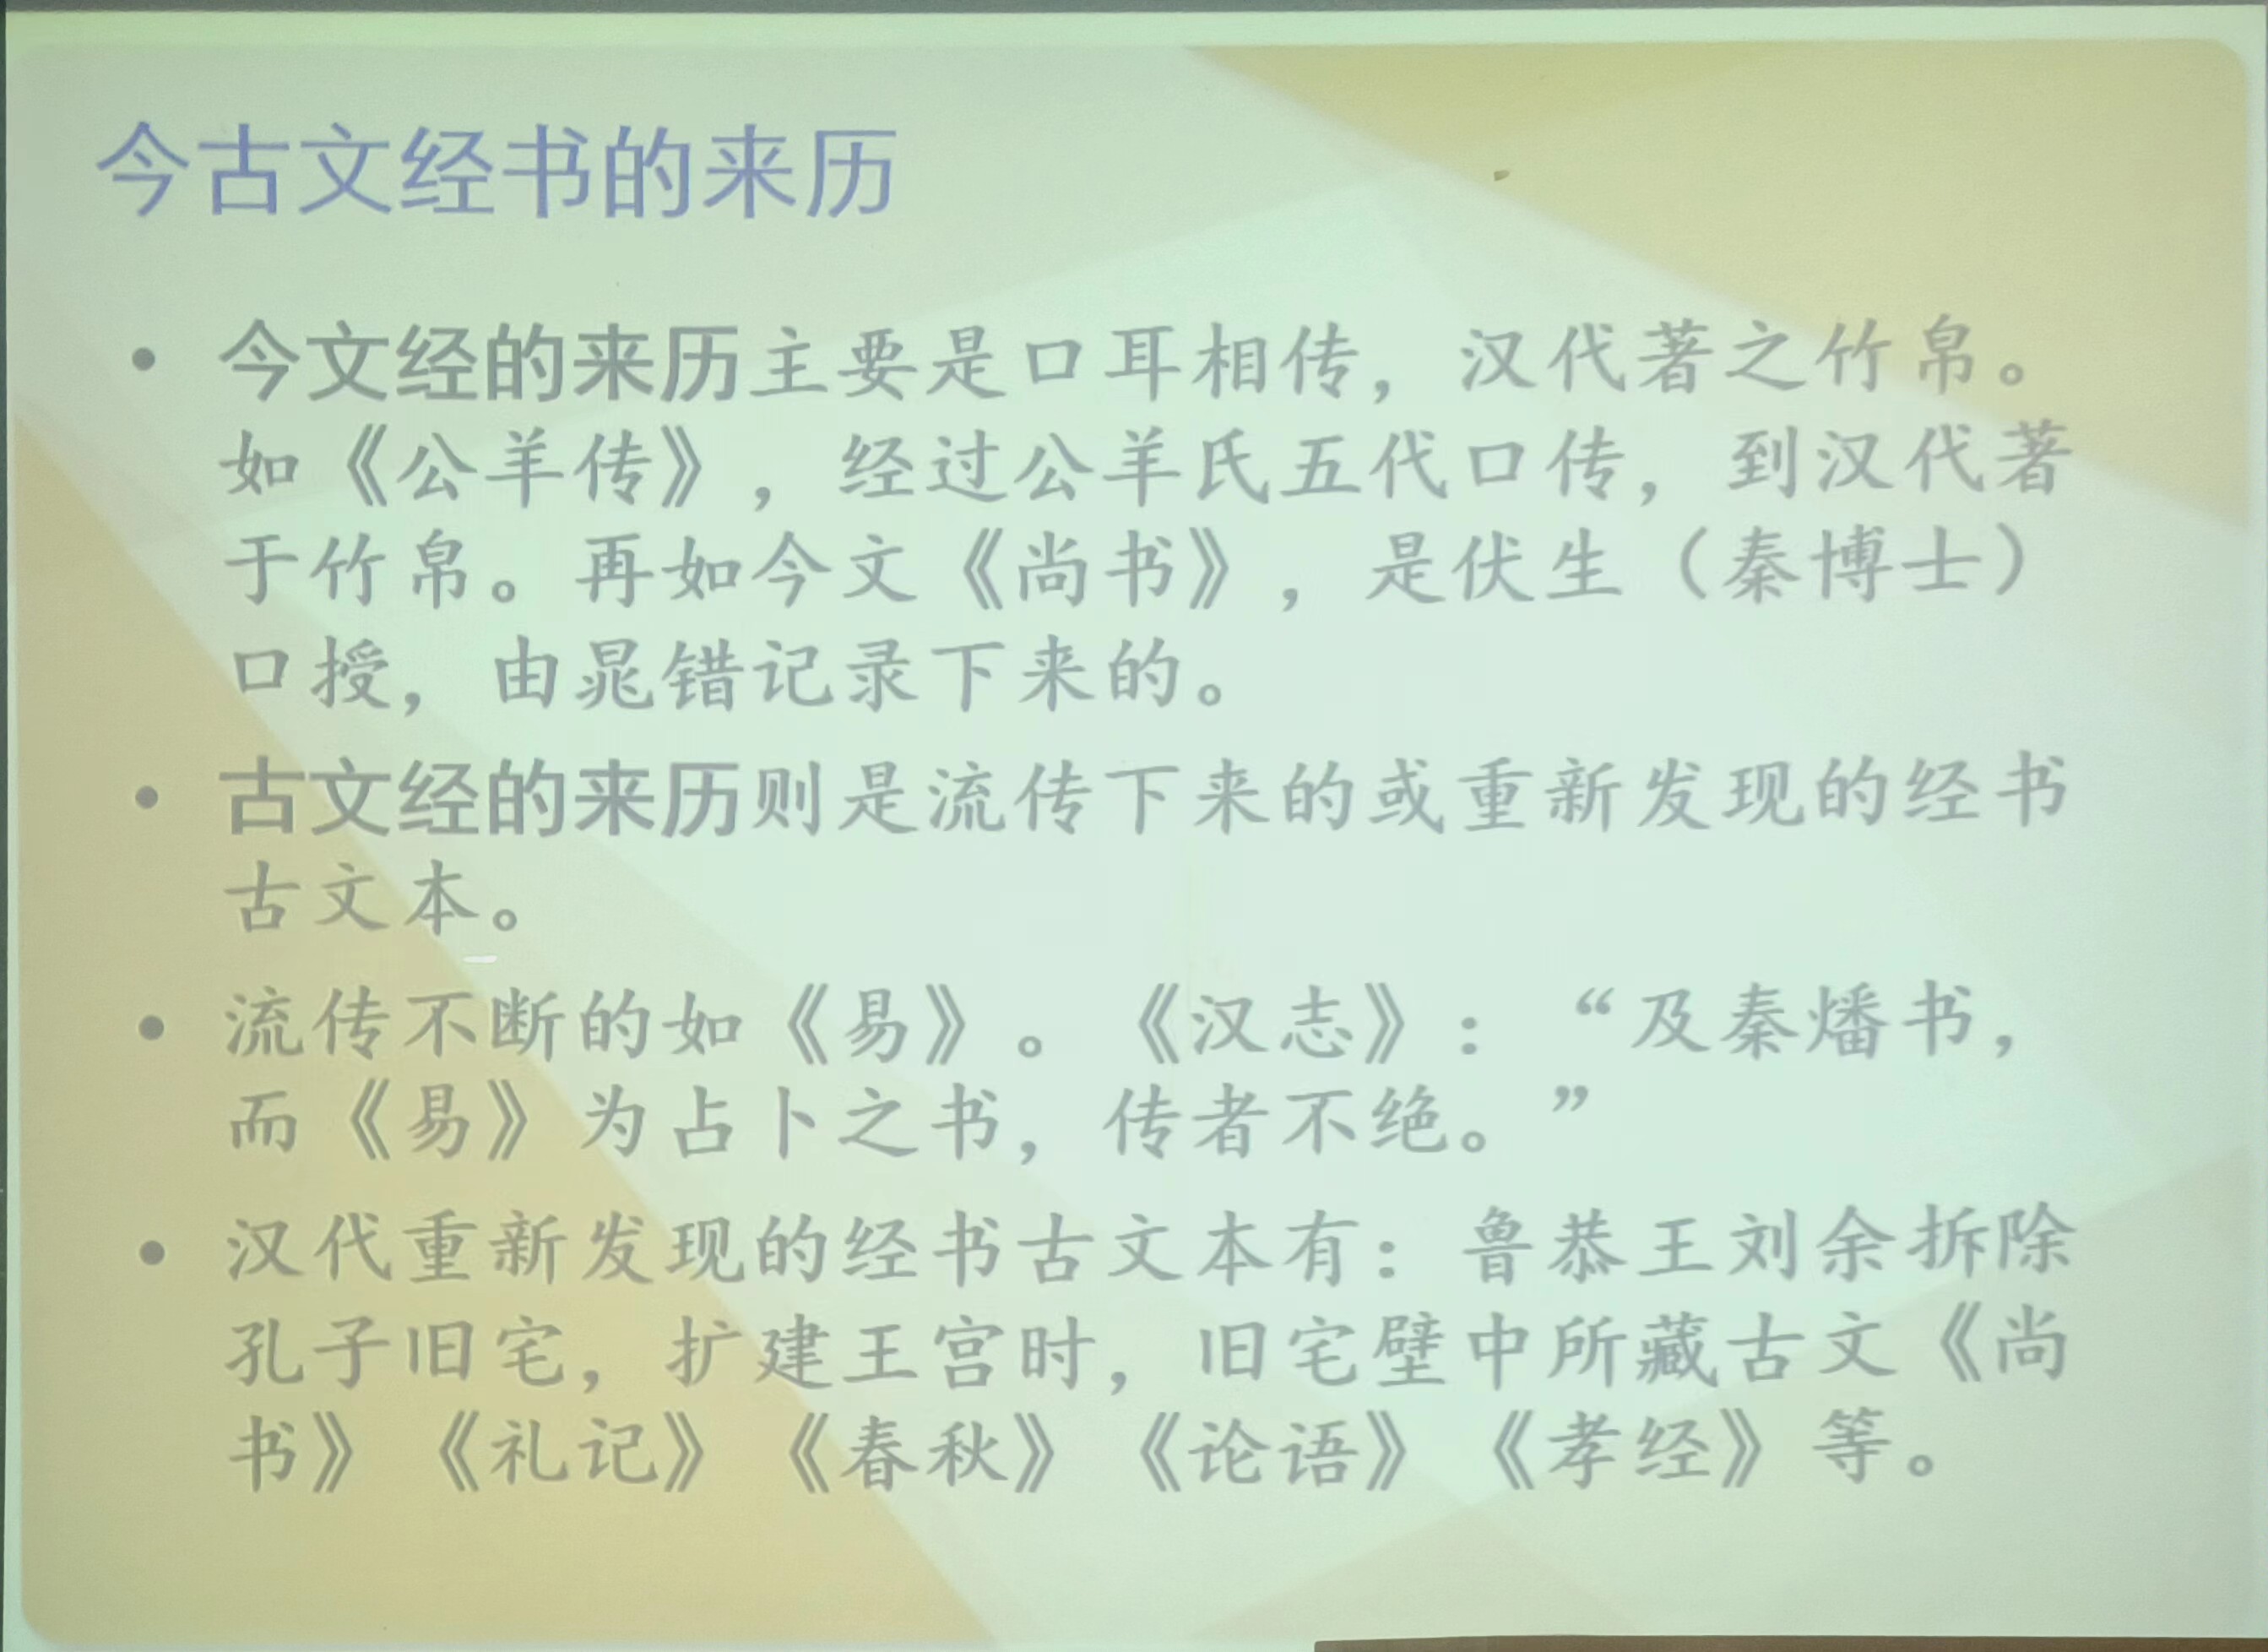 今古文经书的来历
• 今文经的来历主要是口耳相传，汉代著之竹帛。
如《公羊传》，经过公羊氏五代口传，到汉代著
于竹帛。再如今文《尚书》，是伏生（秦博士）
口授，由晁错记录下来的。
• 古文经的来历则是流传下来的或重新发现的经书
古文本。
• 流传不断的如《易》。《汉志》：“及秦燔书，
而《易》为占卜之书，传者不绝。”
• 汉代重新发现的经书古文本有：鲁恭王刘余拆除
孔子旧宅，扩建王宫时，旧宅壁中所藏古文《尚
书》《礼记》《春秋》《论语》《孝经》等。